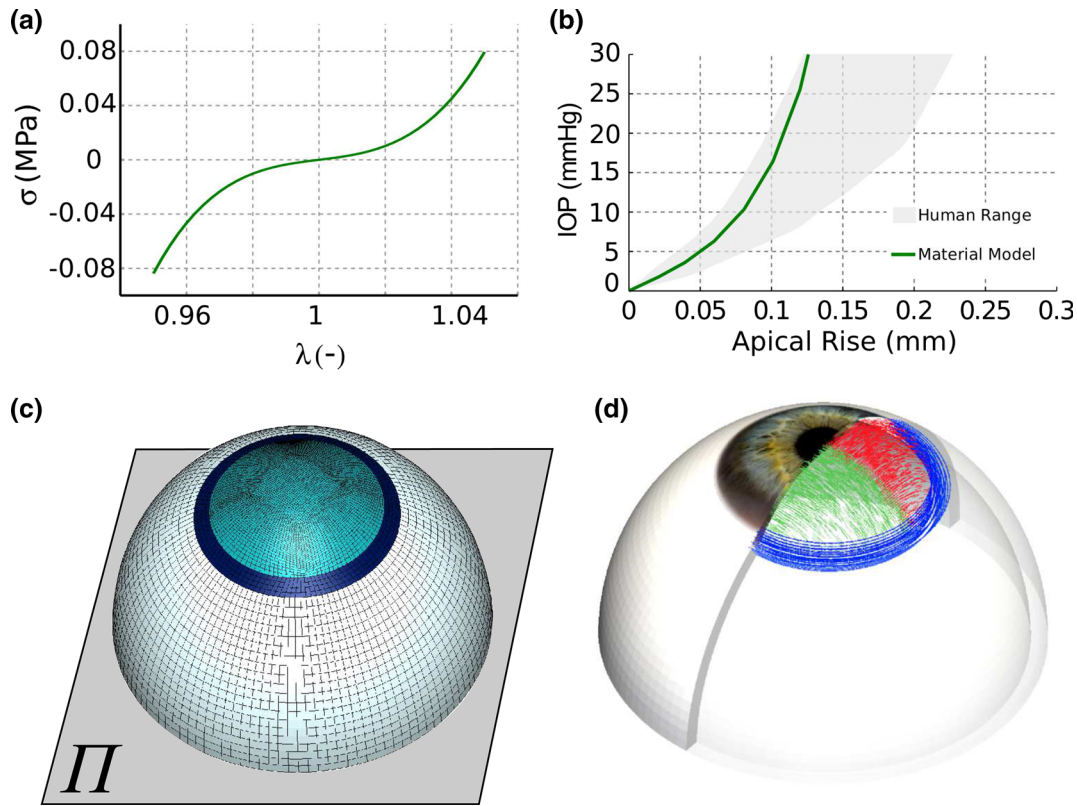 (a)
0.08
0.04
0
-0.04
-0.08
σ (MPa)
0.96 1 1.04
λ (-)
(b)
30
25
20
15
10
5
0
IOP (mmHg)
Human Range
Material Model
0 0.05 0.1 0.15 0.2 0.25 0.3
Apical Rise (mm)
(c)
Π
(d)